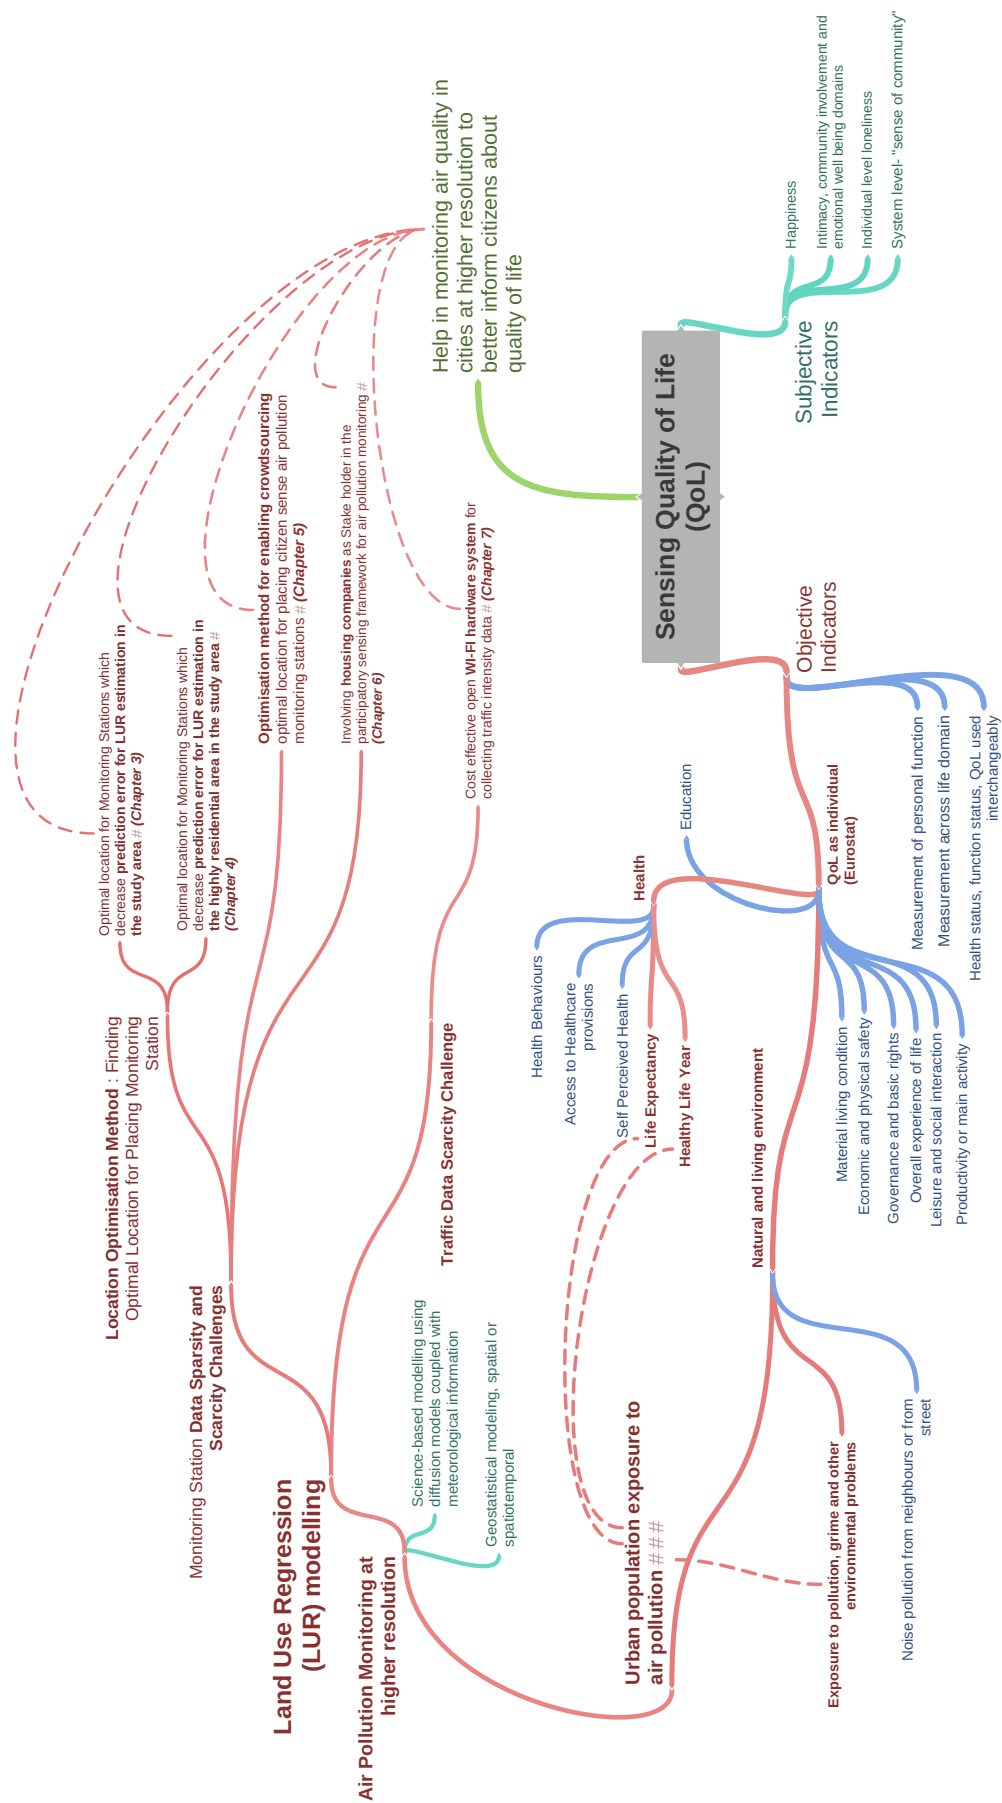 Sensing Quality of Life
(QoL)
Help in monitoring air quality in
cities at higher resolution to
better inform citizens about
quality of life
Subjective
Indicators
Happiness
Intimacy, community involvement and
emotional well being domains
Individual level loneliness
System level- "sense of community"
Objective
Indicators
Measurement of personal function
Measurement across life domain
Health status, function status, QoL used
interchangeably
QoL as individual
(Eurostat)
Education
Health
Health Behaviours
Access to Healthcare
provisions
Self Perceived Health
Life Expectancy
Healthy Life Year
Material living condition
Economic and physical safety
Governance and basic rights
Overall experience of life
Leisure and social interaction
Productivity or main activity
Natural and living environment
Noise pollution from neighbours or from
street
Exposure to pollution, grime and other
environmental problems
Urban population exposure to
air pollution # # #
Air Pollution Monitoring at
higher resolution
Science-based modelling using
diffusion models coupled with
meteorological information
Geostatistical modeling, spatial or
spatiotemporal
Land Use Regression
(LUR) modelling
Monitoring Station Data Sparsity and
Scarcity Challenges
Location Optimisation Method : Finding
Optimal Location for Placing Monitoring
Station
Optimal location for Monitoring Stations which
decrease prediction error for LUR estimation in
the study area # (Chapter 3)
Optimal location for Monitoring Stations which
decrease prediction error for LUR estimation in
the highly residential area in the study area #
(Chapter 4)
Optimisation method for enabling crowdsourcing
optimal location for placing citizen sense air pollution
monitoring stations # (Chapter 5)
Involving housing companies as Stake holder in the
participatory sensing framework for air pollution monitoring #
(Chapter 6)
Traffic Data Scarcity Challenge
Cost effective open WI-FI hardware system for
collecting traffic intensity data # (Chapter 7)